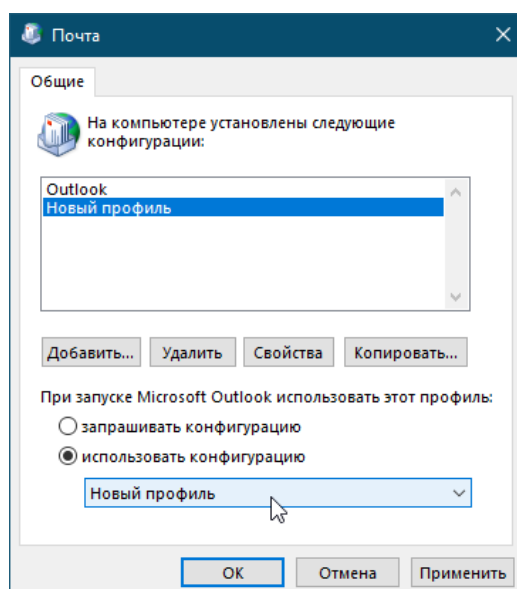 Почта
Общие
На компьютере установлены следующие
конфигурации:
Outlook
Новый профиль
Добавить... Удалить Свойства Копировать...
При запуске Microsoft Outlook использовать этот профиль:
запрашивать конфигурацию
использовать конфигурацию
Новый профиль
ОК Отмена Применить